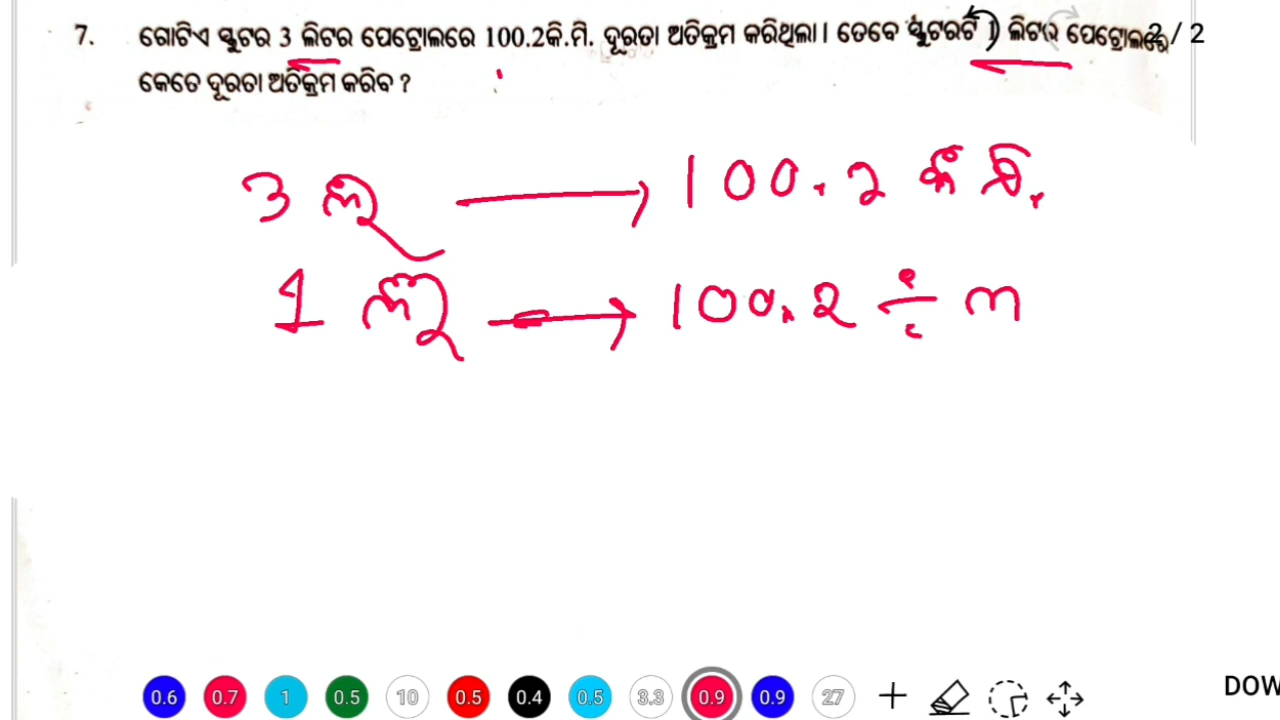 7. ଗୋଟିଏ ସ୍କୁଟର 3 ଲିଟର ପେଟ୍ରୋଲରେ 100.2କି.ମି. ଦୂରତା ଅତିକ୍ରମ କରିଥିଲା । ତେବେ ସ୍କୁଟରଟି 1 ଲିଟର ପେଟ୍ରୋଲରେ
2 / 2
କେତେ ଦୂରତା ଅତିକ୍ରମ କରିବ ?
3 ଲି → 100.2 କି ମି.
1 ଲି → 100.2 ÷ ୩
0.6 0.7 1 0.5 10 0.5 0.4 0.5 3.3 0.9 0.9 27
DOW